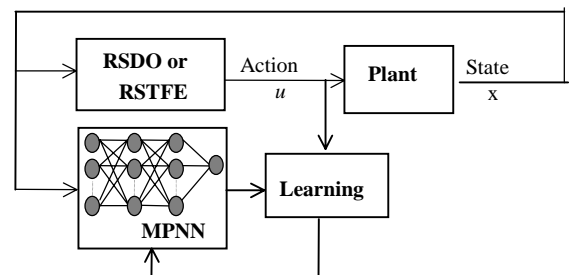 RSDO or
RSTFE
Action
u
Plant
State
x
Learning
MPNN